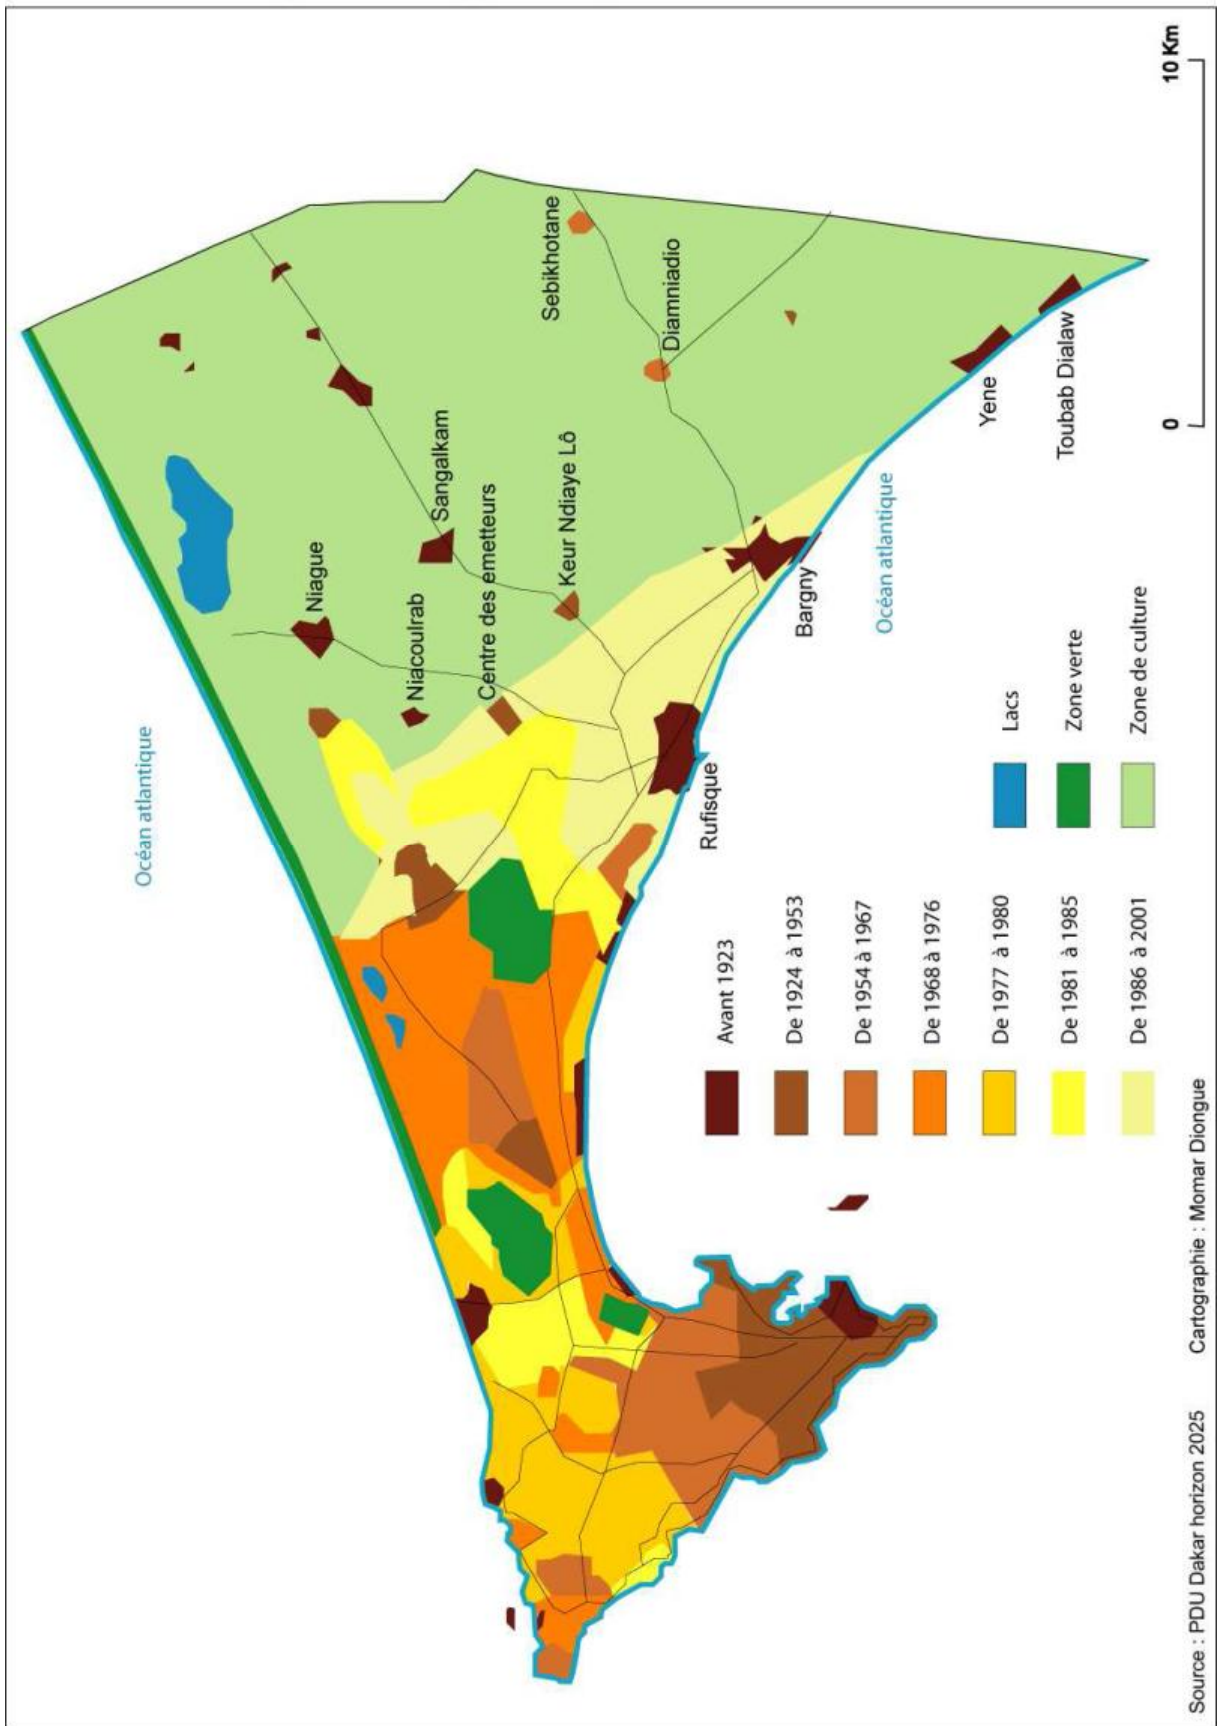 Océan atlantique
Niague
Niacoulrab
Sangalkam
Centre des emetteurs
Keur Ndiaye Lô
Sebikhotane
Diamniadio
Rufisque
Bargny
Yene
Toubab Dialaw
Océan atlantique
Avant 1923
De 1924 à 1953
De 1954 à 1967
De 1968 à 1976
De 1977 à 1980
De 1981 à 1985
De 1986 à 2001
Lacs
Zone verte
Zone de culture
0
10 Km
Source : PDU Dakar horizon 2025
Cartographie : Momar Diongue